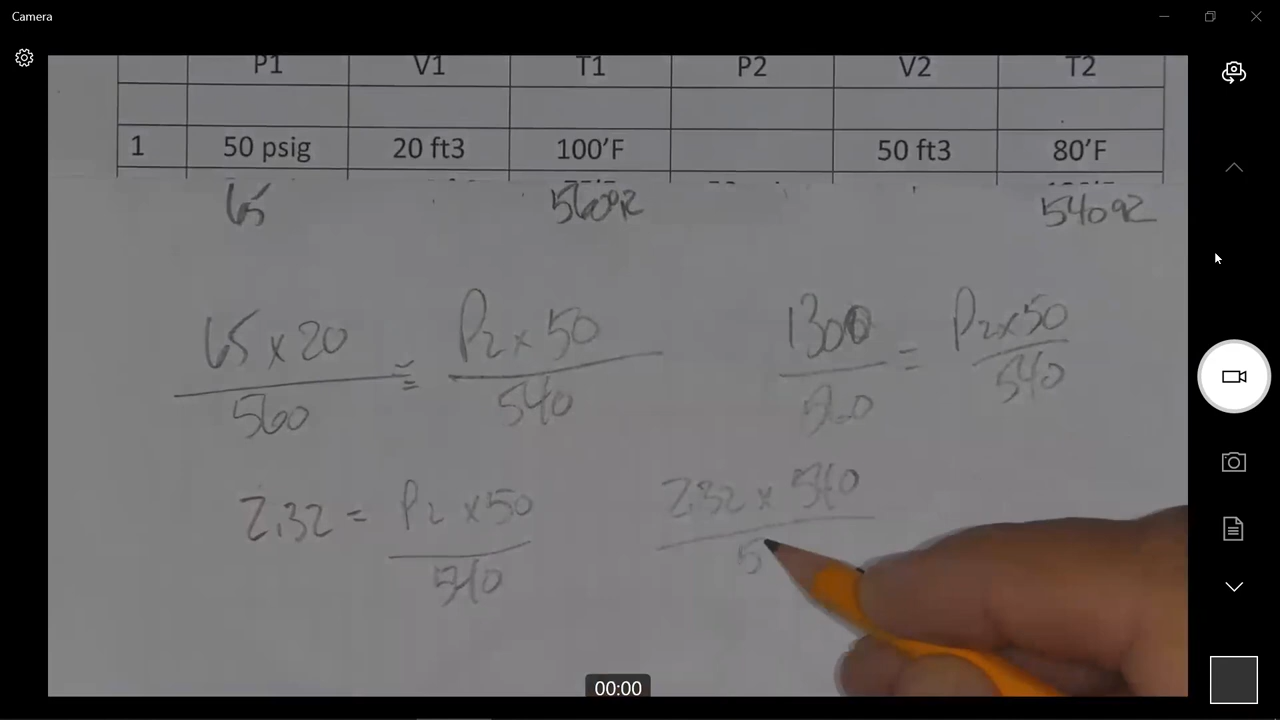 Camera
P1 V1 T1 P2 V2 T2
1 50 psig 20 ft3 100’F 50 ft3 80’F
65 560°R 540°R
65 x 20 = P2 x 50 1300 = P2 x 50
560 540 560 540
2.32 = P2 x 50 2.32 x 540
540 5
00:00